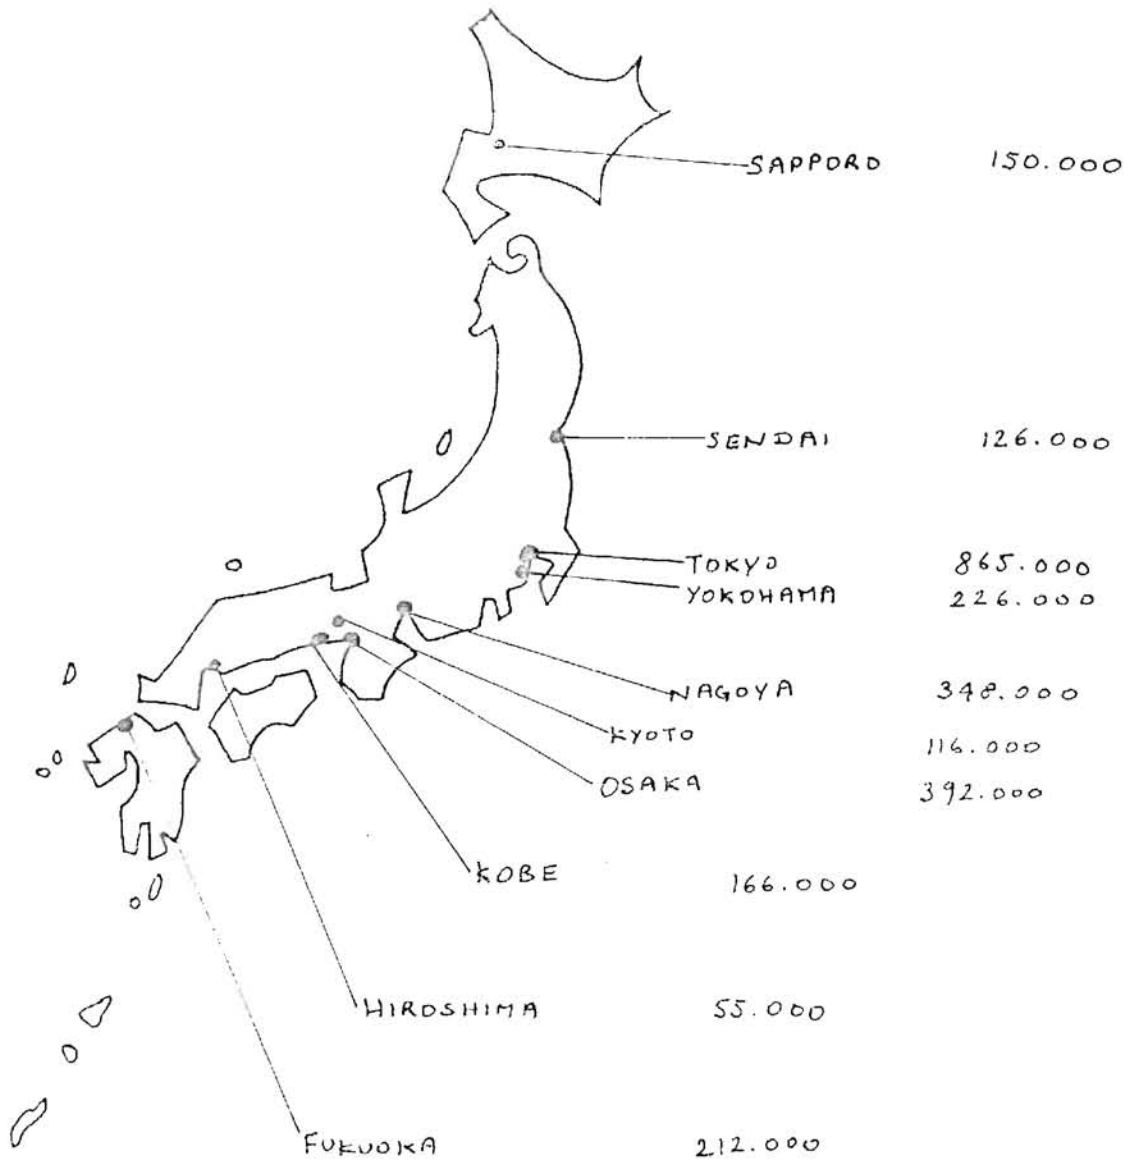 SAPPORO 150.000
SENDAI 126.000
TOKYO 865.000
YOKOHAMA 226.000
NAGOYA 348.000
KYOTO 116.000
OSAKA 392.000
KOBE 166.000
HIROSHIMA 55.000
FUKUOKA 212.000